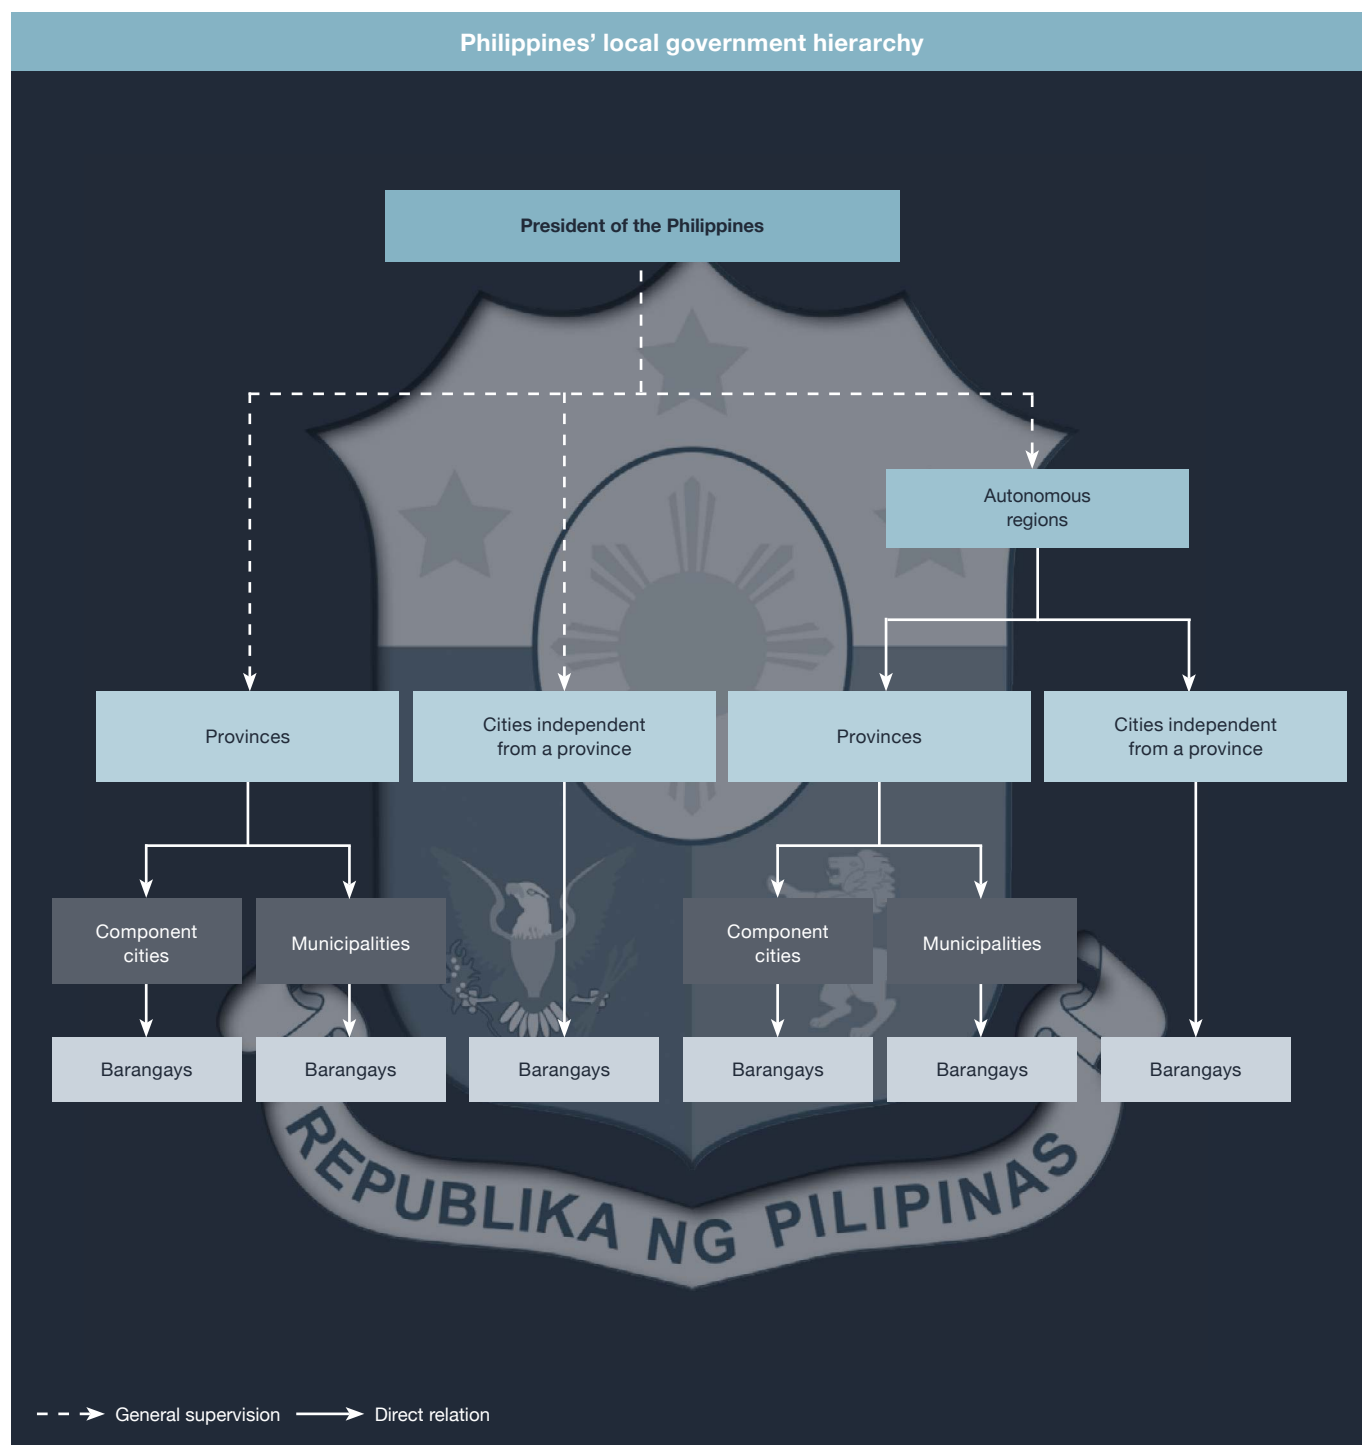 Philippines’ local government hierarchy
President of the Philippines
Autonomous
regions
Provinces
Cities independent
from a province
Provinces
Cities independent
from a province
Component
cities
Municipalities
Component
cities
Municipalities
Barangays
Barangays
Barangays
Barangays
Barangays
Barangays
REPUBLIKA NG PILIPINAS
General supervision
Direct relation